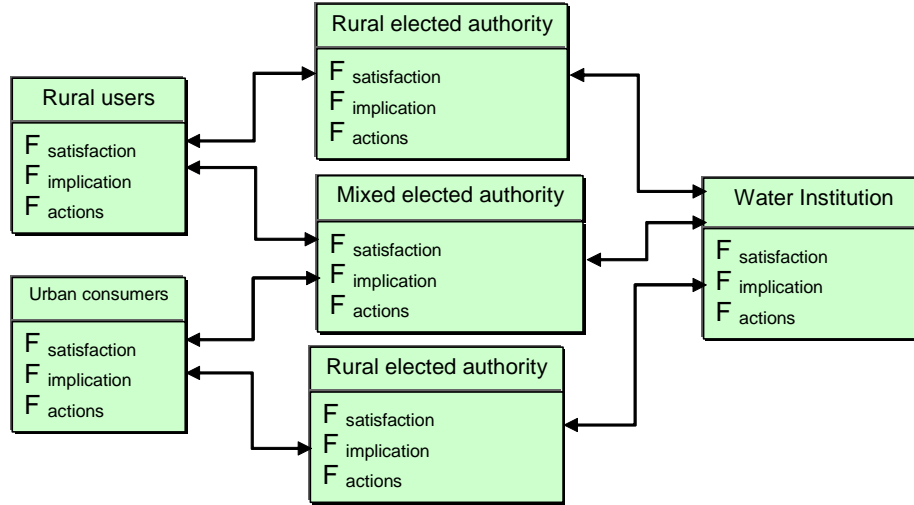 Rural elected authority
F satisfaction
F implication
F actions
Rural users
F satisfaction
F implication
F actions
Mixed elected authority
F satisfaction
F implication
F actions
Water Institution
F satisfaction
F implication
F actions
Urban consumers
F satisfaction
F implication
F actions
Rural elected authority
F satisfaction
F implication
F actions